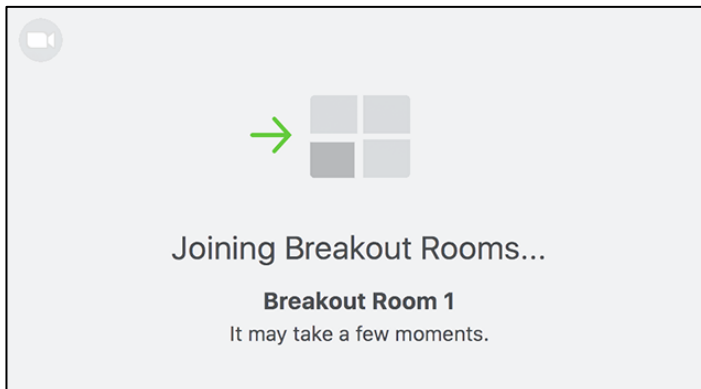 Joining Breakout Rooms...
Breakout Room 1
It may take a few moments.